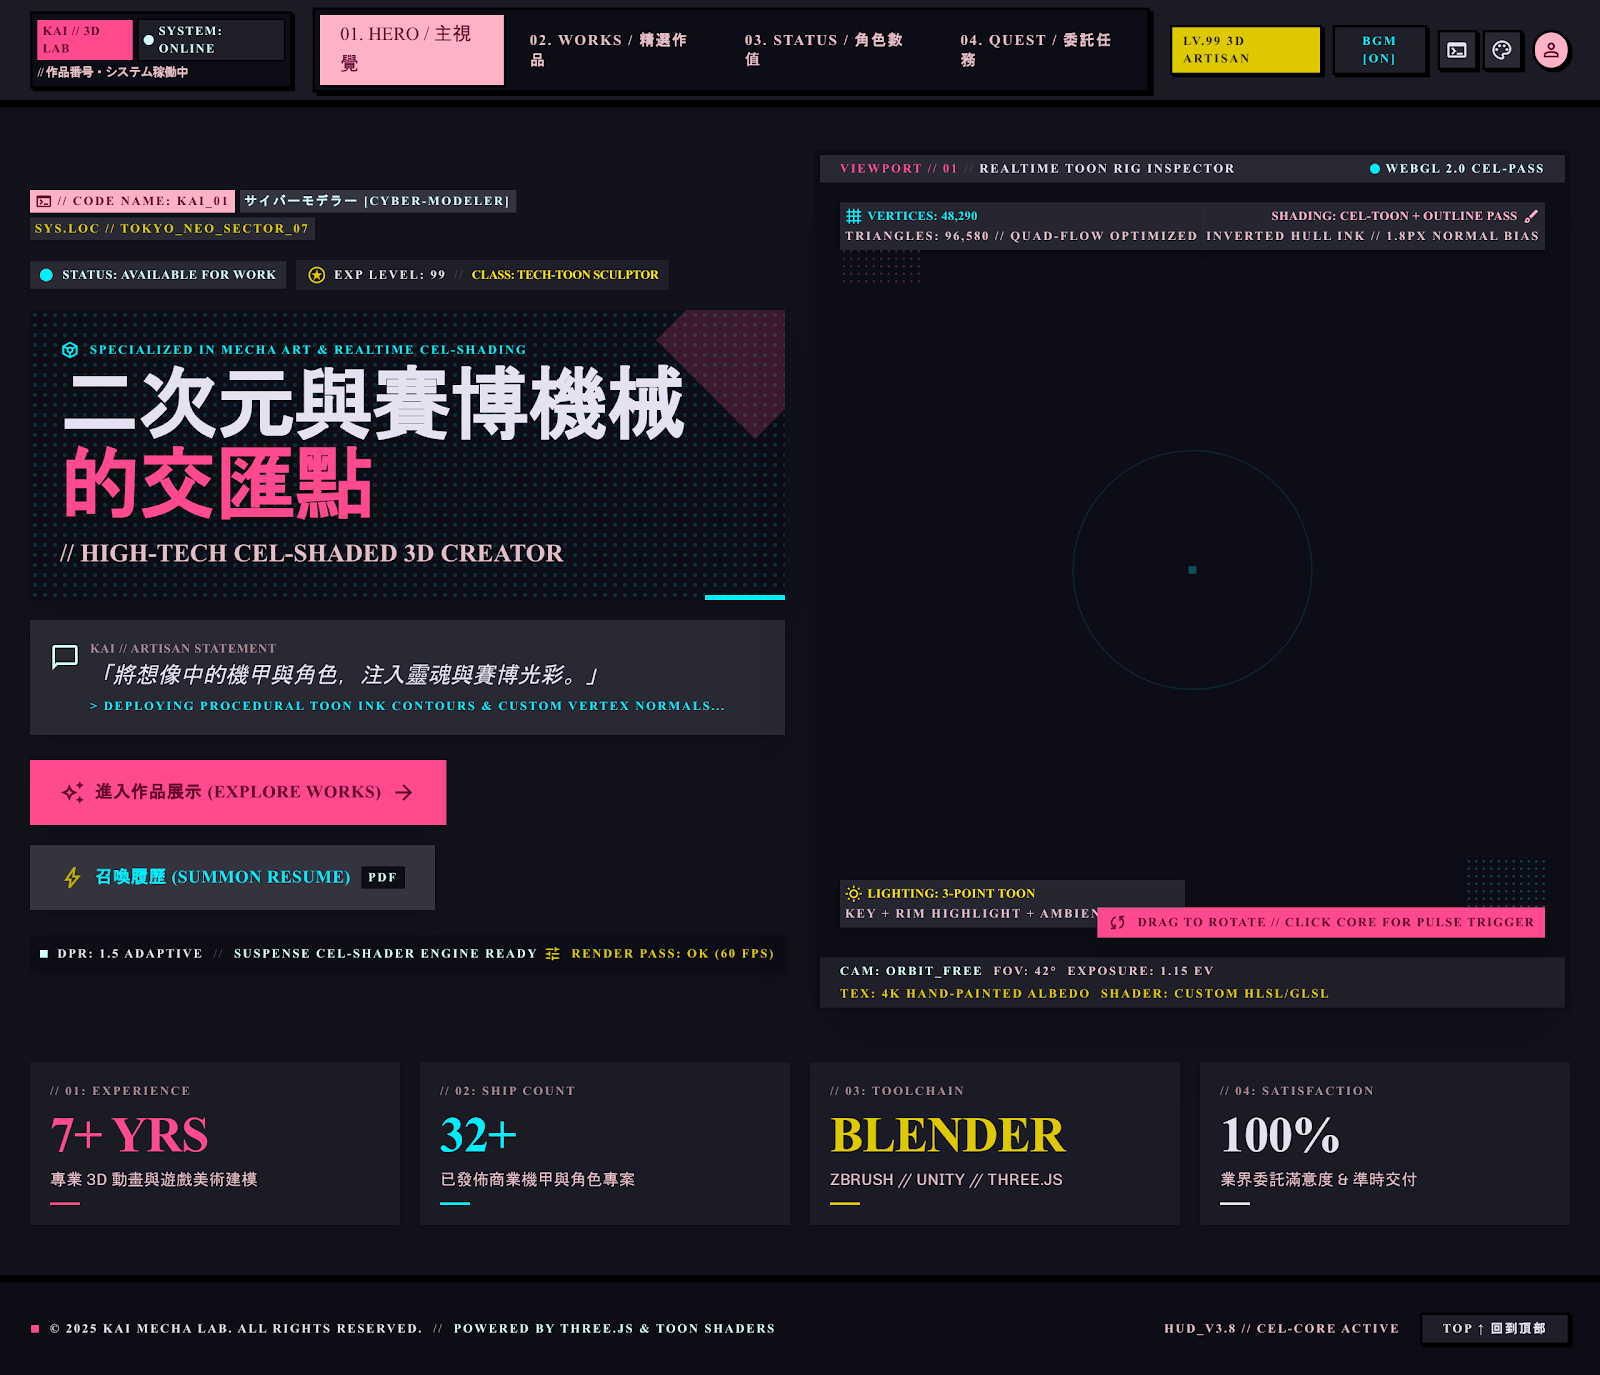 KAI // 3D
LAB
SYSTEM:
ONLINE
// 作品番号・システム稼働中
01. HERO / 主視
覺
02. WORKS / 精選作
品
03. STATUS / 角色數
值
04. QUEST / 委託任
務
LV.99 3D
ARTISAN
BGM
[ON]
// CODE NAME: KAI_01
サイバーモデラー [CYBER-MODELER]
SYS.LOC // TOKYO_NEO_SECTOR_07
STATUS: AVAILABLE FOR WORK
EXP LEVEL: 99 // CLASS: TECH-TOON SCULPTOR
SPECIALIZED IN MECHA ART & REALTIME CEL-SHADING
二次元與賽博機械
的交匯點
// HIGH-TECH CEL-SHADED 3D CREATOR
KAI // ARTISAN STATEMENT
「將想像中的機甲與角色，注入靈魂與賽博光彩。」
> DEPLOYING PROCEDURAL TOON INK CONTOURS & CUSTOM VERTEX NORMALS...
進入作品展示 (EXPLORE WORKS)
召喚履歷 (SUMMON RESUME) PDF
DPR: 1.5 ADAPTIVE // SUSPENSE CEL-SHADER ENGINE READY
RENDER PASS: OK (60 FPS)
VIEWPORT // 01 // REALTIME TOON RIG INSPECTOR
WEBGL 2.0 CEL-PASS
VERTICES: 48,290
TRIANGLES: 96,580 // QUAD-FLOW OPTIMIZED
SHADING: CEL-TOON + OUTLINE PASS
INVERTED HULL INK // 1.8PX NORMAL BIAS
LIGHTING: 3-POINT TOON
KEY + RIM HIGHLIGHT + AMBIEN
DRAG TO ROTATE // CLICK CORE FOR PULSE TRIGGER
CAM: ORBIT_FREE FOV: 42° EXPOSURE: 1.15 EV
TEX: 4K HAND-PAINTED ALBEDO SHADER: CUSTOM HLSL/GLSL
// 01: EXPERIENCE
7+ YRS
專業 3D 動畫與遊戲美術建模
// 02: SHIP COUNT
32+
已發佈商業機甲與角色專案
// 03: TOOLCHAIN
BLENDER
ZBRUSH // UNITY // THREE.JS
// 04: SATISFACTION
100%
業界委託滿意度 & 準時交付
© 2025 KAI MECHA LAB. ALL RIGHTS RESERVED. // POWERED BY THREE.JS & TOON SHADERS
HUD_V3.8 // CEL-CORE ACTIVE
TOP ↑ 回到頂部